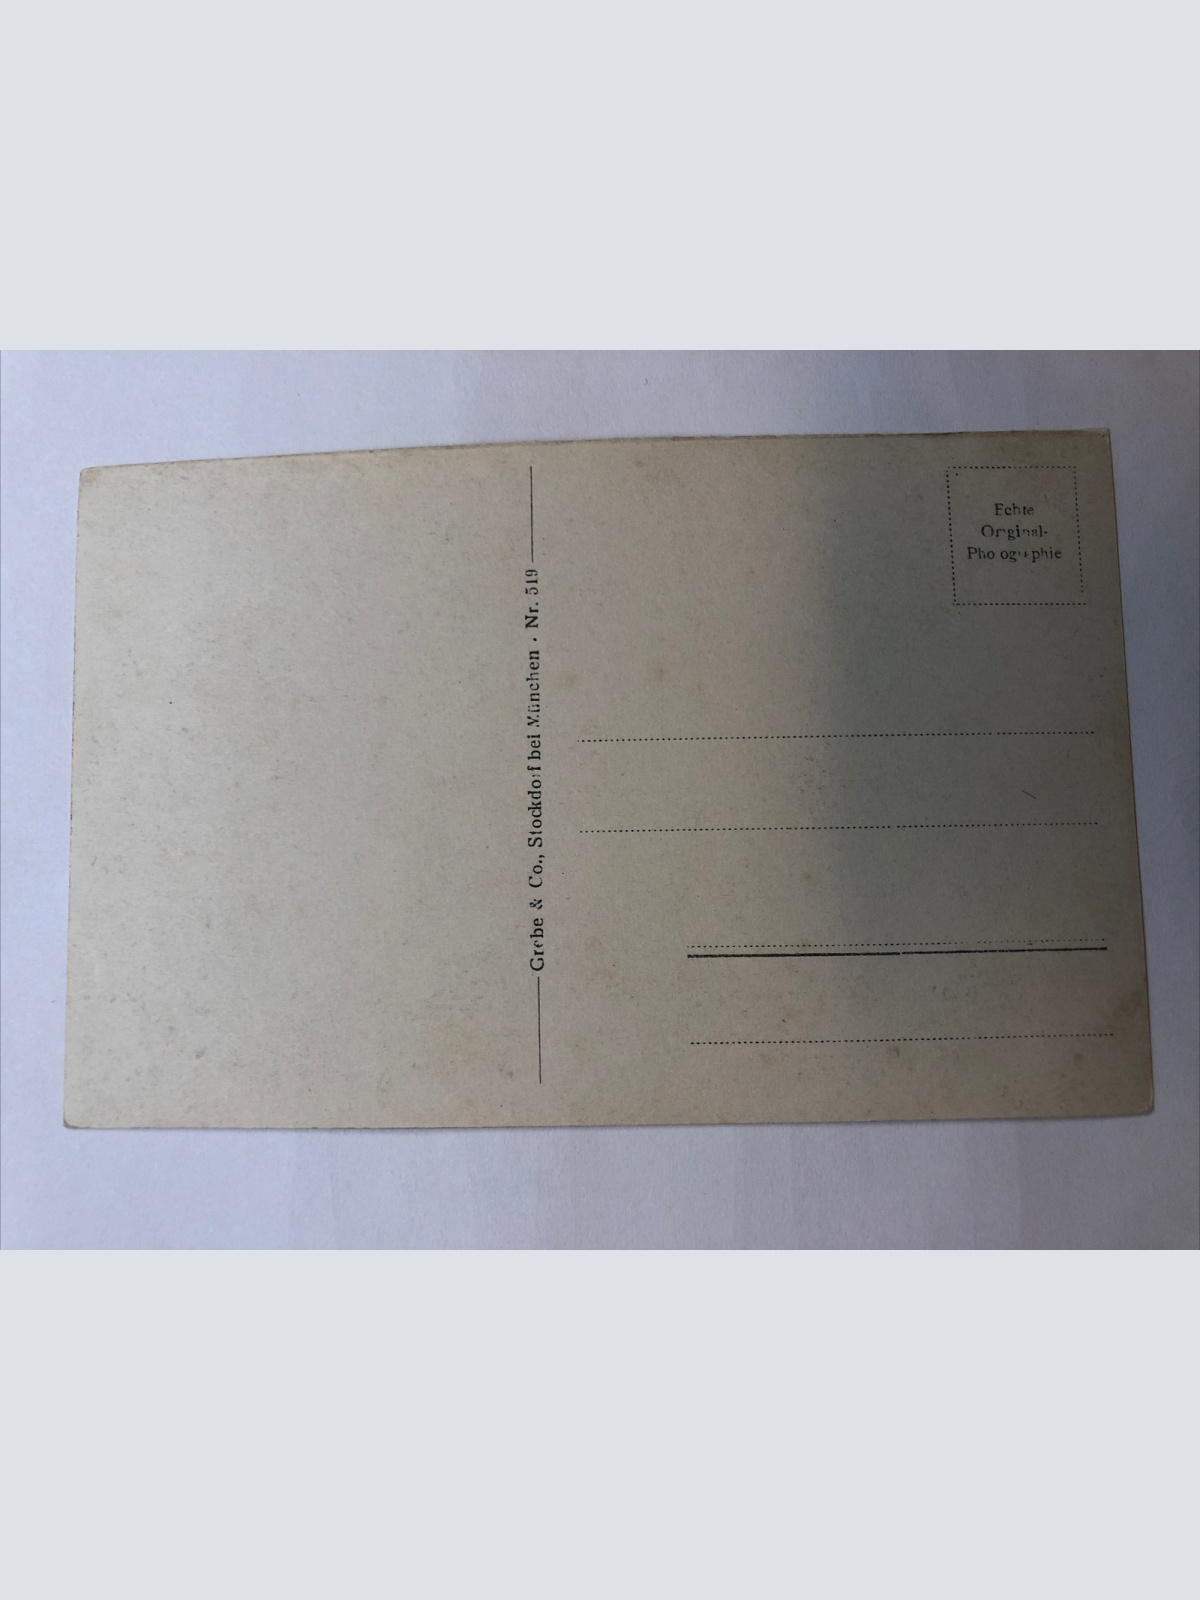 Grebe & Co., Stockdorf bei München · Nr. 519
Echte
Original-
Photographie